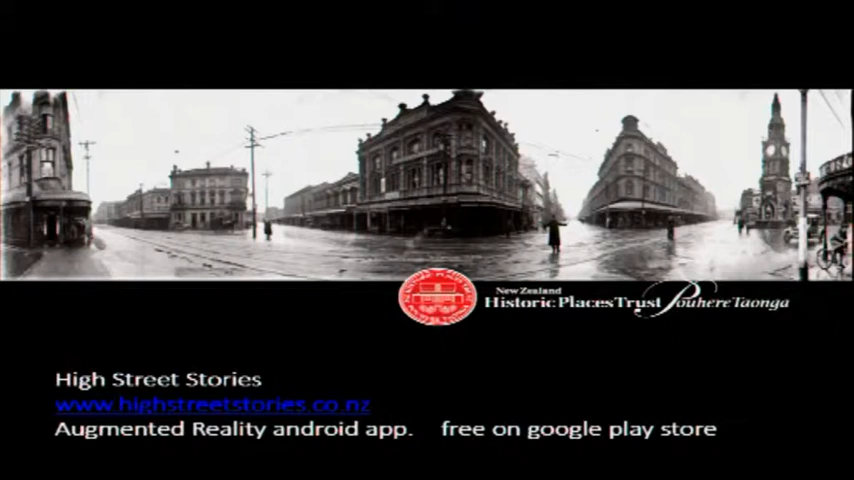 New Zealand
Historic Places Trust Pouhere Taonga
High Street Stories
www.highstreetstories.co.nz
Augmented Reality android app. free on google play store